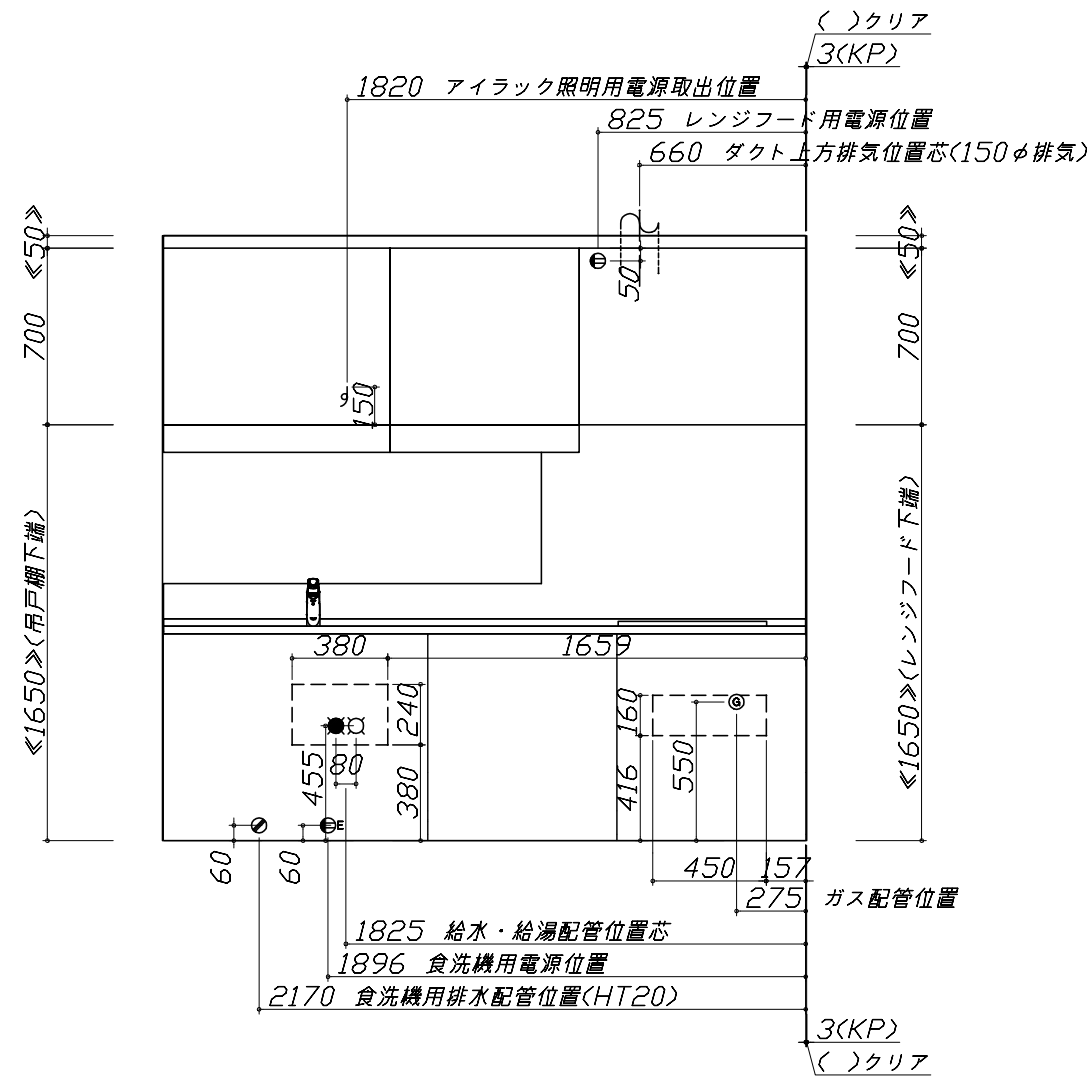 ( )クリア
3(KP)
1820 アイラック照明用電源取出位置
825 レンジフード用電源位置
660 ダクト上方排気位置芯(150φ排気)
≪50≫
≪50≫
50
700
700
150
≪1650≫(吊戸棚下端)
≪1650≫(レンジフード下端)
380
1659
240
160
G
80
455
380
416
550
E
60
60
450
157
275 ガス配管位置
1825 給水・給湯配管位置芯
1896 食洗機用電源位置
2170 食洗機用排水配管位置(HT20)
3(KP)
( )クリア